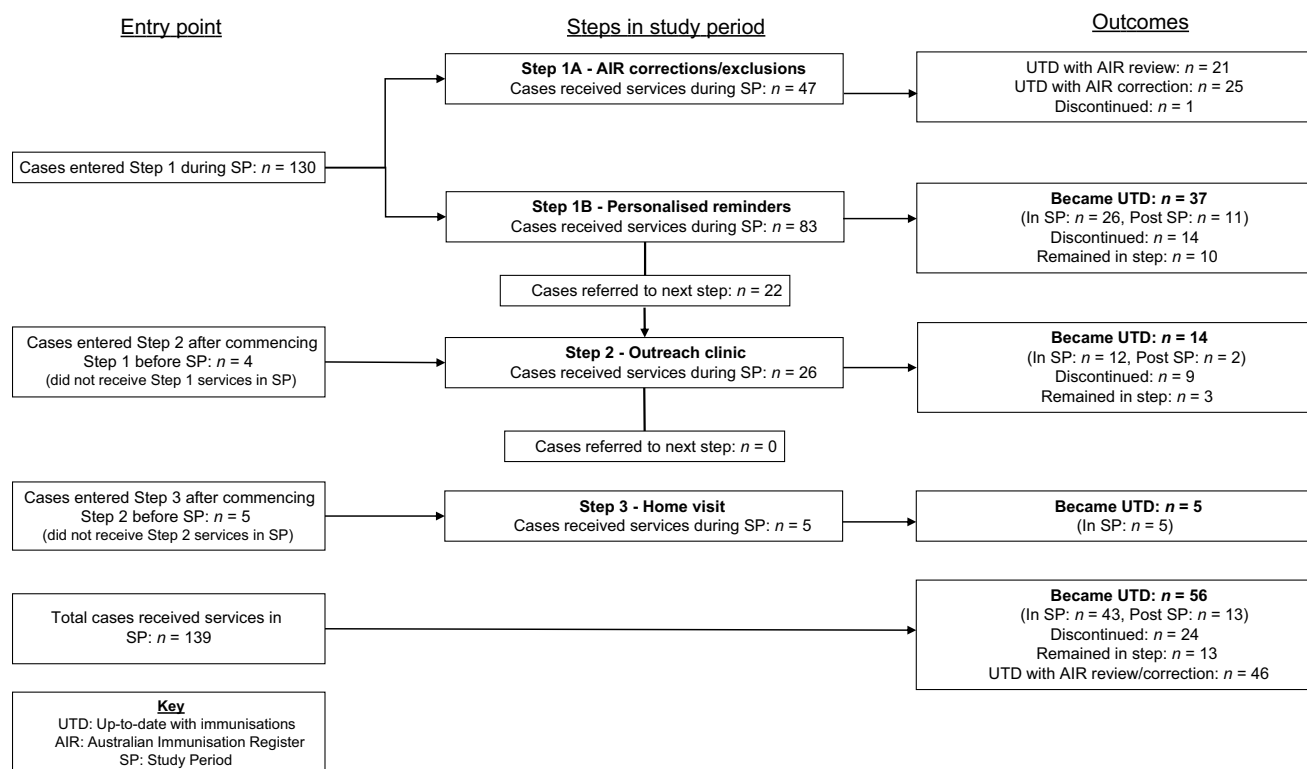 Entry point
Steps in study period
Outcomes
Step 1A - AIR corrections/exclusions
Cases received services during SP: n = 47
UTD with AIR review: n = 21
UTD with AIR correction: n = 25
Discontinued: n = 1
Cases entered Step 1 during SP: n = 130
Step 1B - Personalised reminders
Cases received services during SP: n = 83
Became UTD: n = 37
(In SP: n = 26, Post SP: n = 11)
Discontinued: n = 14
Remained in step: n = 10
Cases referred to next step: n = 22
Cases entered Step 2 after commencing
Step 1 before SP: n = 4
(did not receive Step 1 services in SP)
Step 2 - Outreach clinic
Cases received services during SP: n = 26
Became UTD: n = 14
(In SP: n = 12, Post SP: n = 2)
Discontinued: n = 9
Remained in step: n = 3
Cases referred to next step: n = 0
Cases entered Step 3 after commencing
Step 2 before SP: n = 5
(did not receive Step 2 services in SP)
Step 3 - Home visit
Cases received services during SP: n = 5
Became UTD: n = 5
(In SP: n = 5)
Total cases received services in
SP: n = 139
Became UTD: n = 56
(In SP: n = 43, Post SP: n = 13)
Discontinued: n = 24
Remained in step: n = 13
UTD with AIR review/correction: n = 46
Key
UTD: Up-to-date with immunisations
AIR: Australian Immunisation Register
SP: Study Period